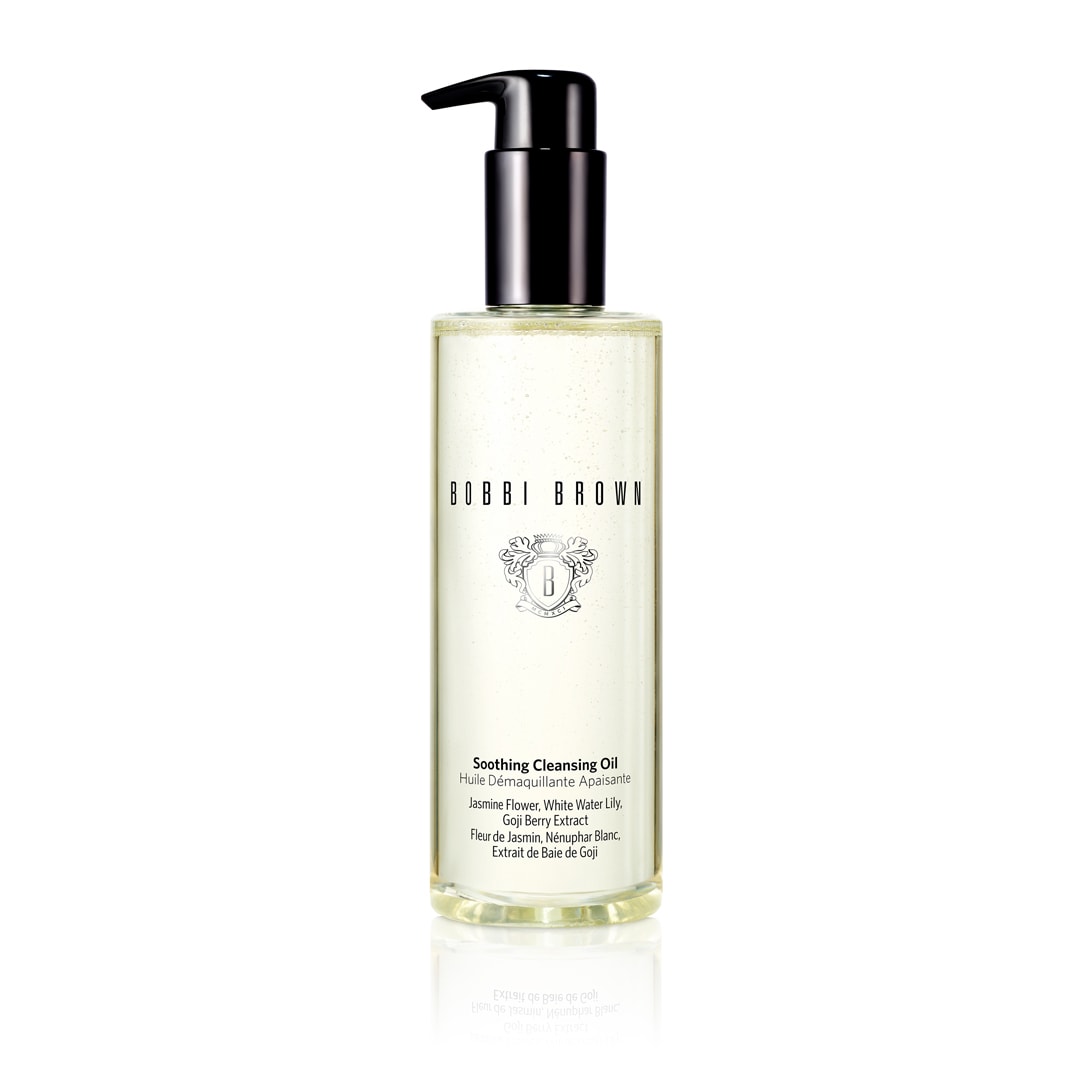 BOBBI BROWN
B
MCMXCI
Soothing Cleansing Oil
Huile Démaquillante Apaisante
Jasmine Flower, White Water Lily,
Goji Berry Extract
Fleur de Jasmin, Nénuphar Blanc,
Extrait de Baie de Goji